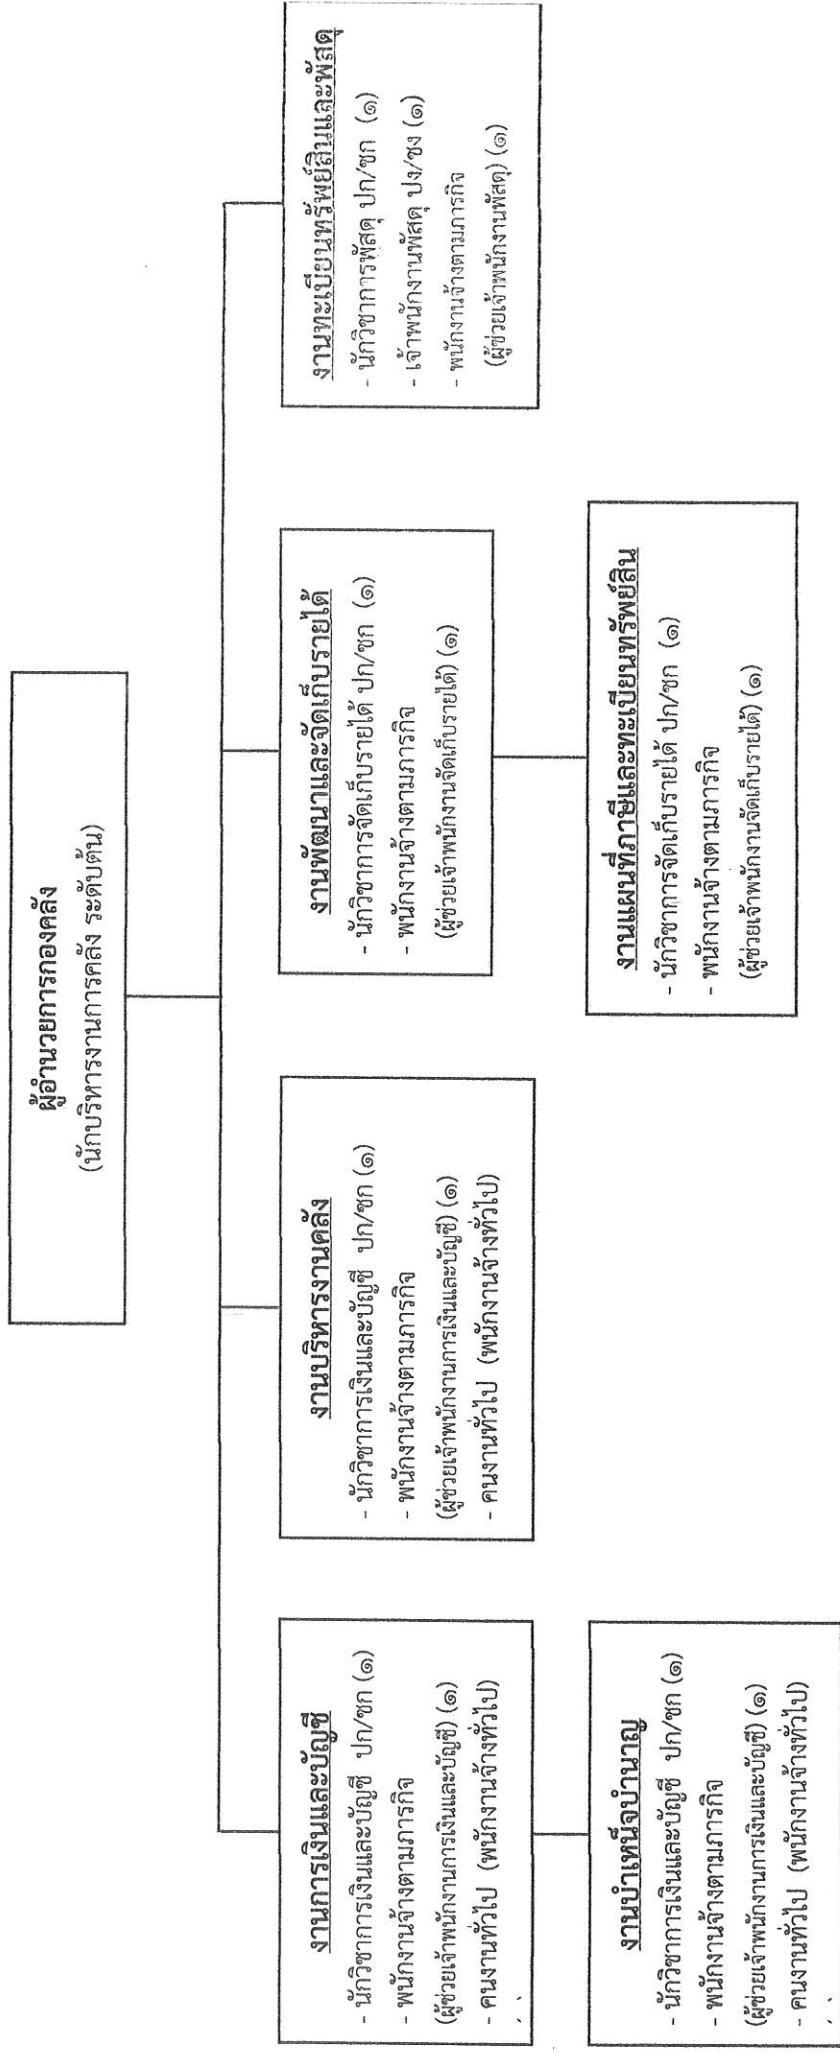 ผู้อำนวยการกองคลัง
(นักบริหารงานการคลัง ระดับต้น)
งานการเงินและบัญชี
- นักวิชาการเงินและบัญชี ปก/ชก (๑)
- พนักงานจ้างตามภารกิจ
(ผู้ช่วยเจ้าพนักงานการเงินและบัญชี) (๑)
- คนงานทั่วไป (พนักงานจ้างทั่วไป)
งานบริหารงานคลัง
- นักวิชาการเงินและบัญชี ปก/ชก (๑)
- พนักงานจ้างตามภารกิจ
(ผู้ช่วยเจ้าพนักงานการเงินและบัญชี) (๑)
- คนงานทั่วไป (พนักงานจ้างทั่วไป)
งานพัฒนาและจัดเก็บรายได้
- นักวิชาการจัดเก็บรายได้ ปก/ชก (๑)
- พนักงานจ้างตามภารกิจ
(ผู้ช่วยเจ้าพนักงานจัดเก็บรายได้) (๑)
งานทะเบียนทรัพย์สินและพัสดุ
- นักวิชาการพัสดุ ปก/ชก (๑)
- เจ้าพนักงานพัสดุ ปง/ชง (๑)
- พนักงานจ้างตามภารกิจ
(ผู้ช่วยเจ้าพนักงานพัสดุ) (๑)
งานบำเหน็จบำนาญ
- นักวิชาการเงินและบัญชี ปก/ชก (๑)
- พนักงานจ้างตามภารกิจ
(ผู้ช่วยเจ้าพนักงานการเงินและบัญชี) (๑)
- คนงานทั่วไป (พนักงานจ้างทั่วไป)
งานแผนที่ภาษีและทะเบียนทรัพย์สิน
- นักวิชาการจัดเก็บรายได้ ปก/ชก (๑)
- พนักงานจ้างตามภารกิจ
(ผู้ช่วยเจ้าพนักงานจัดเก็บรายได้) (๑)